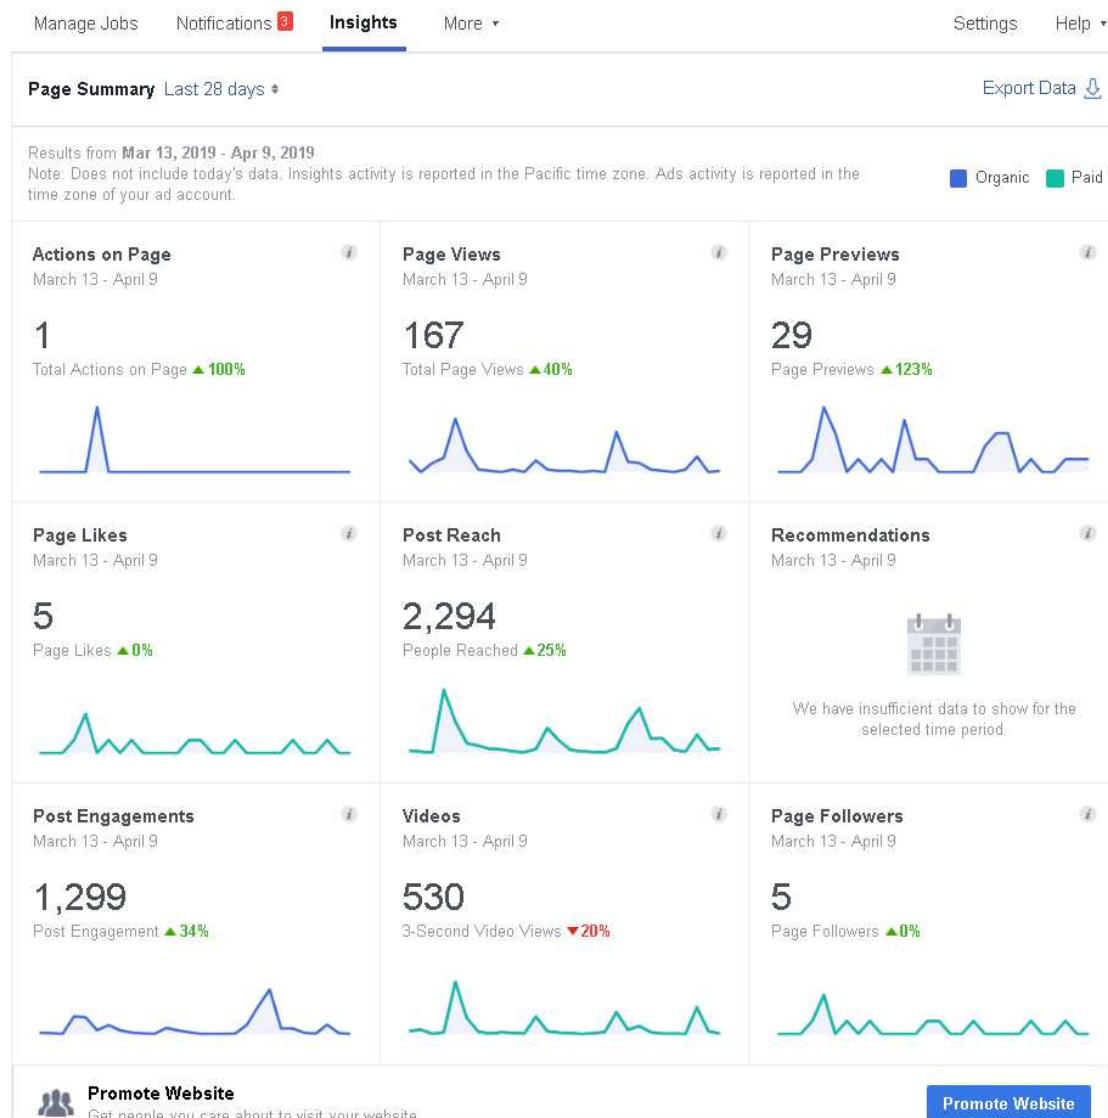 Manage Jobs Notifications 3 Insights More Settings Help
Page Summary Last 28 days Export Data
Results from Mar 13, 2019 - Apr 9, 2019
Note: Does not include today's data. Insights activity is reported in the Pacific time zone. Ads activity is reported in the
time zone of your ad account.
Organic Paid
Actions on Page
March 13 - April 9
1
Total Actions on Page ▲ 100%
Page Views
March 13 - April 9
167
Total Page Views ▲ 40%
Page Previews
March 13 - April 9
29
Page Previews ▲ 123%
Page Likes
March 13 - April 9
5
Page Likes ▲ 0%
Post Reach
March 13 - April 9
2,294
People Reached ▲ 25%
Recommendations
March 13 - April 9
We have insufficient data to show for the
selected time period.
Post Engagements
March 13 - April 9
1,299
Post Engagement ▲ 34%
Videos
March 13 - April 9
530
3-Second Video Views ▼ 20%
Page Followers
March 13 - April 9
5
Page Followers ▲ 0%
Promote Website
Get people you care about to visit your website
Promote Website